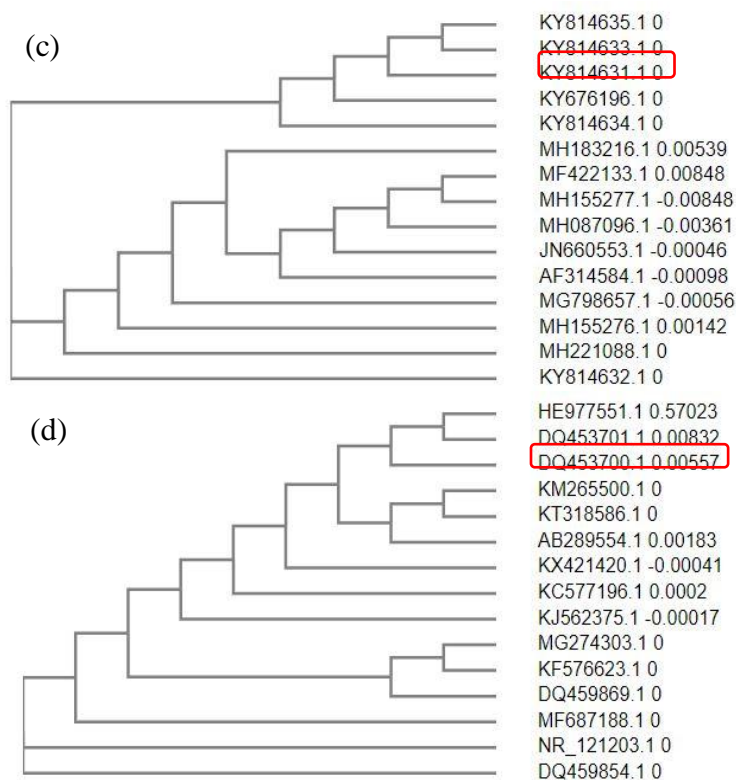 (c)
KY814635.1 0
KY814633.1 0
KY814631.1 0
KY676196.1 0
KY814634.1 0
MH183216.1 0.00539
MF422133.1 0.00848
MH155277.1 -0.00848
MH087096.1 -0.00361
JN660553.1 -0.00046
AF314584.1 -0.00098
MG798657.1 -0.00056
MH155276.1 0.00142
MH221088.1 0
KY814632.1 0
(d)
HE977551.1 0.57023
DQ453701.1 0.00832
DQ453700.1 0.00557
KM265500.1 0
KT318586.1 0
AB289554.1 0.00183
KX421420.1 -0.00041
KC577196.1 0.0002
KJ562375.1 -0.00017
MG274303.1 0
KF576623.1 0
DQ459869.1 0
MF687188.1 0
NR_121203.1 0
DQ459854.1 0